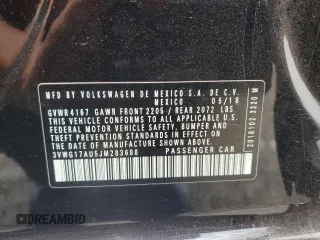 MFD BY VOLKSWAGEN DE MEXICO S.A. DE C.V.
MEXICO 05/18
GVWR 4167 GAWR FRONT 2205 / REAR 2072 LBS
THIS VEHICLE CONFORMS TO ALL APPLICABLE
FEDERAL MOTOR VEHICLE SAFETY, BUMPER AND
THEFT PREVENTION STANDARDS IN EFFECT ON THE
DATE OF MANUFACTURE SHOWN ABOVE.
3VWG17AU5JM283688 PASSENGER CAR
2018102 3220 M
DREAMBID